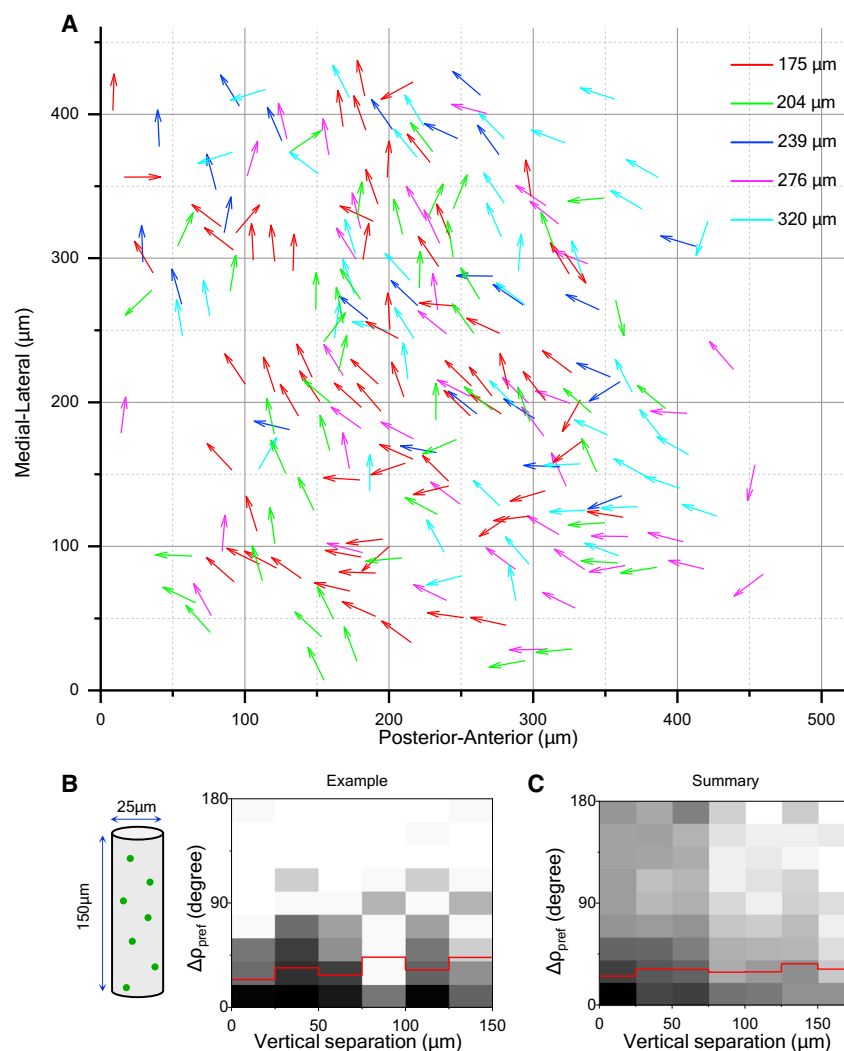 A
175 µm
204 µm
239 µm
276 µm
320 µm
400
300
200
100
0
Medial-Lateral (µm)
0 100 200 300 400 500
Posterior-Anterior (µm)
B
25µm
150µm
Example
180
90
0
Δρpref (degree)
0 50 100 150
Vertical separation (µm)
C
Summary
180
90
0
Δρpref (degree)
0 50 100 150
Vertical separation (µm)